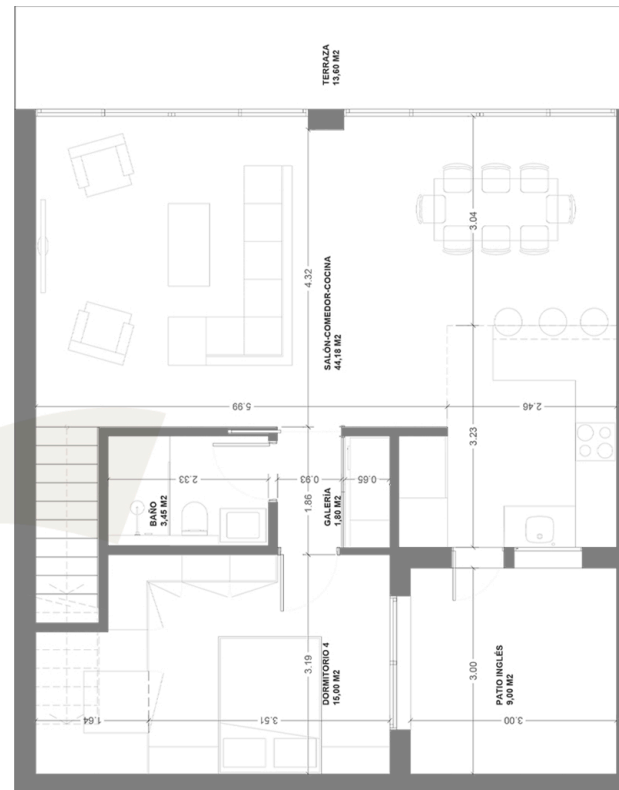 TERRAZA
13,60 M2
3.04
4.32
SALÓN-COMEDOR-COCINA
44,18 M2
5.99
2.46
3.23
2.33
0.93
0.65
1.86
BAÑO
3,45 M2
GALERÍA
1,80 M2
3.19
DORMITORIO 4
15,00 M2
3.00
PATIO INGLÉS
9,00 M2
1.64
3.51
3.00